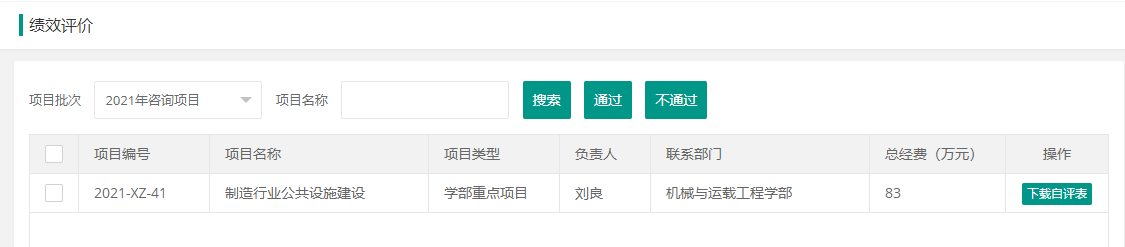 绩效评价
项目批次 2021年咨询项目 项目名称 搜索 通过 不通过
项目编号 项目名称 项目类型 负责人 联系部门 总经费（万元） 操作
2021-XZ-41 制造行业公共设施建设 学部重点项目 刘良 机械与运载工程学部 83 下载自评表